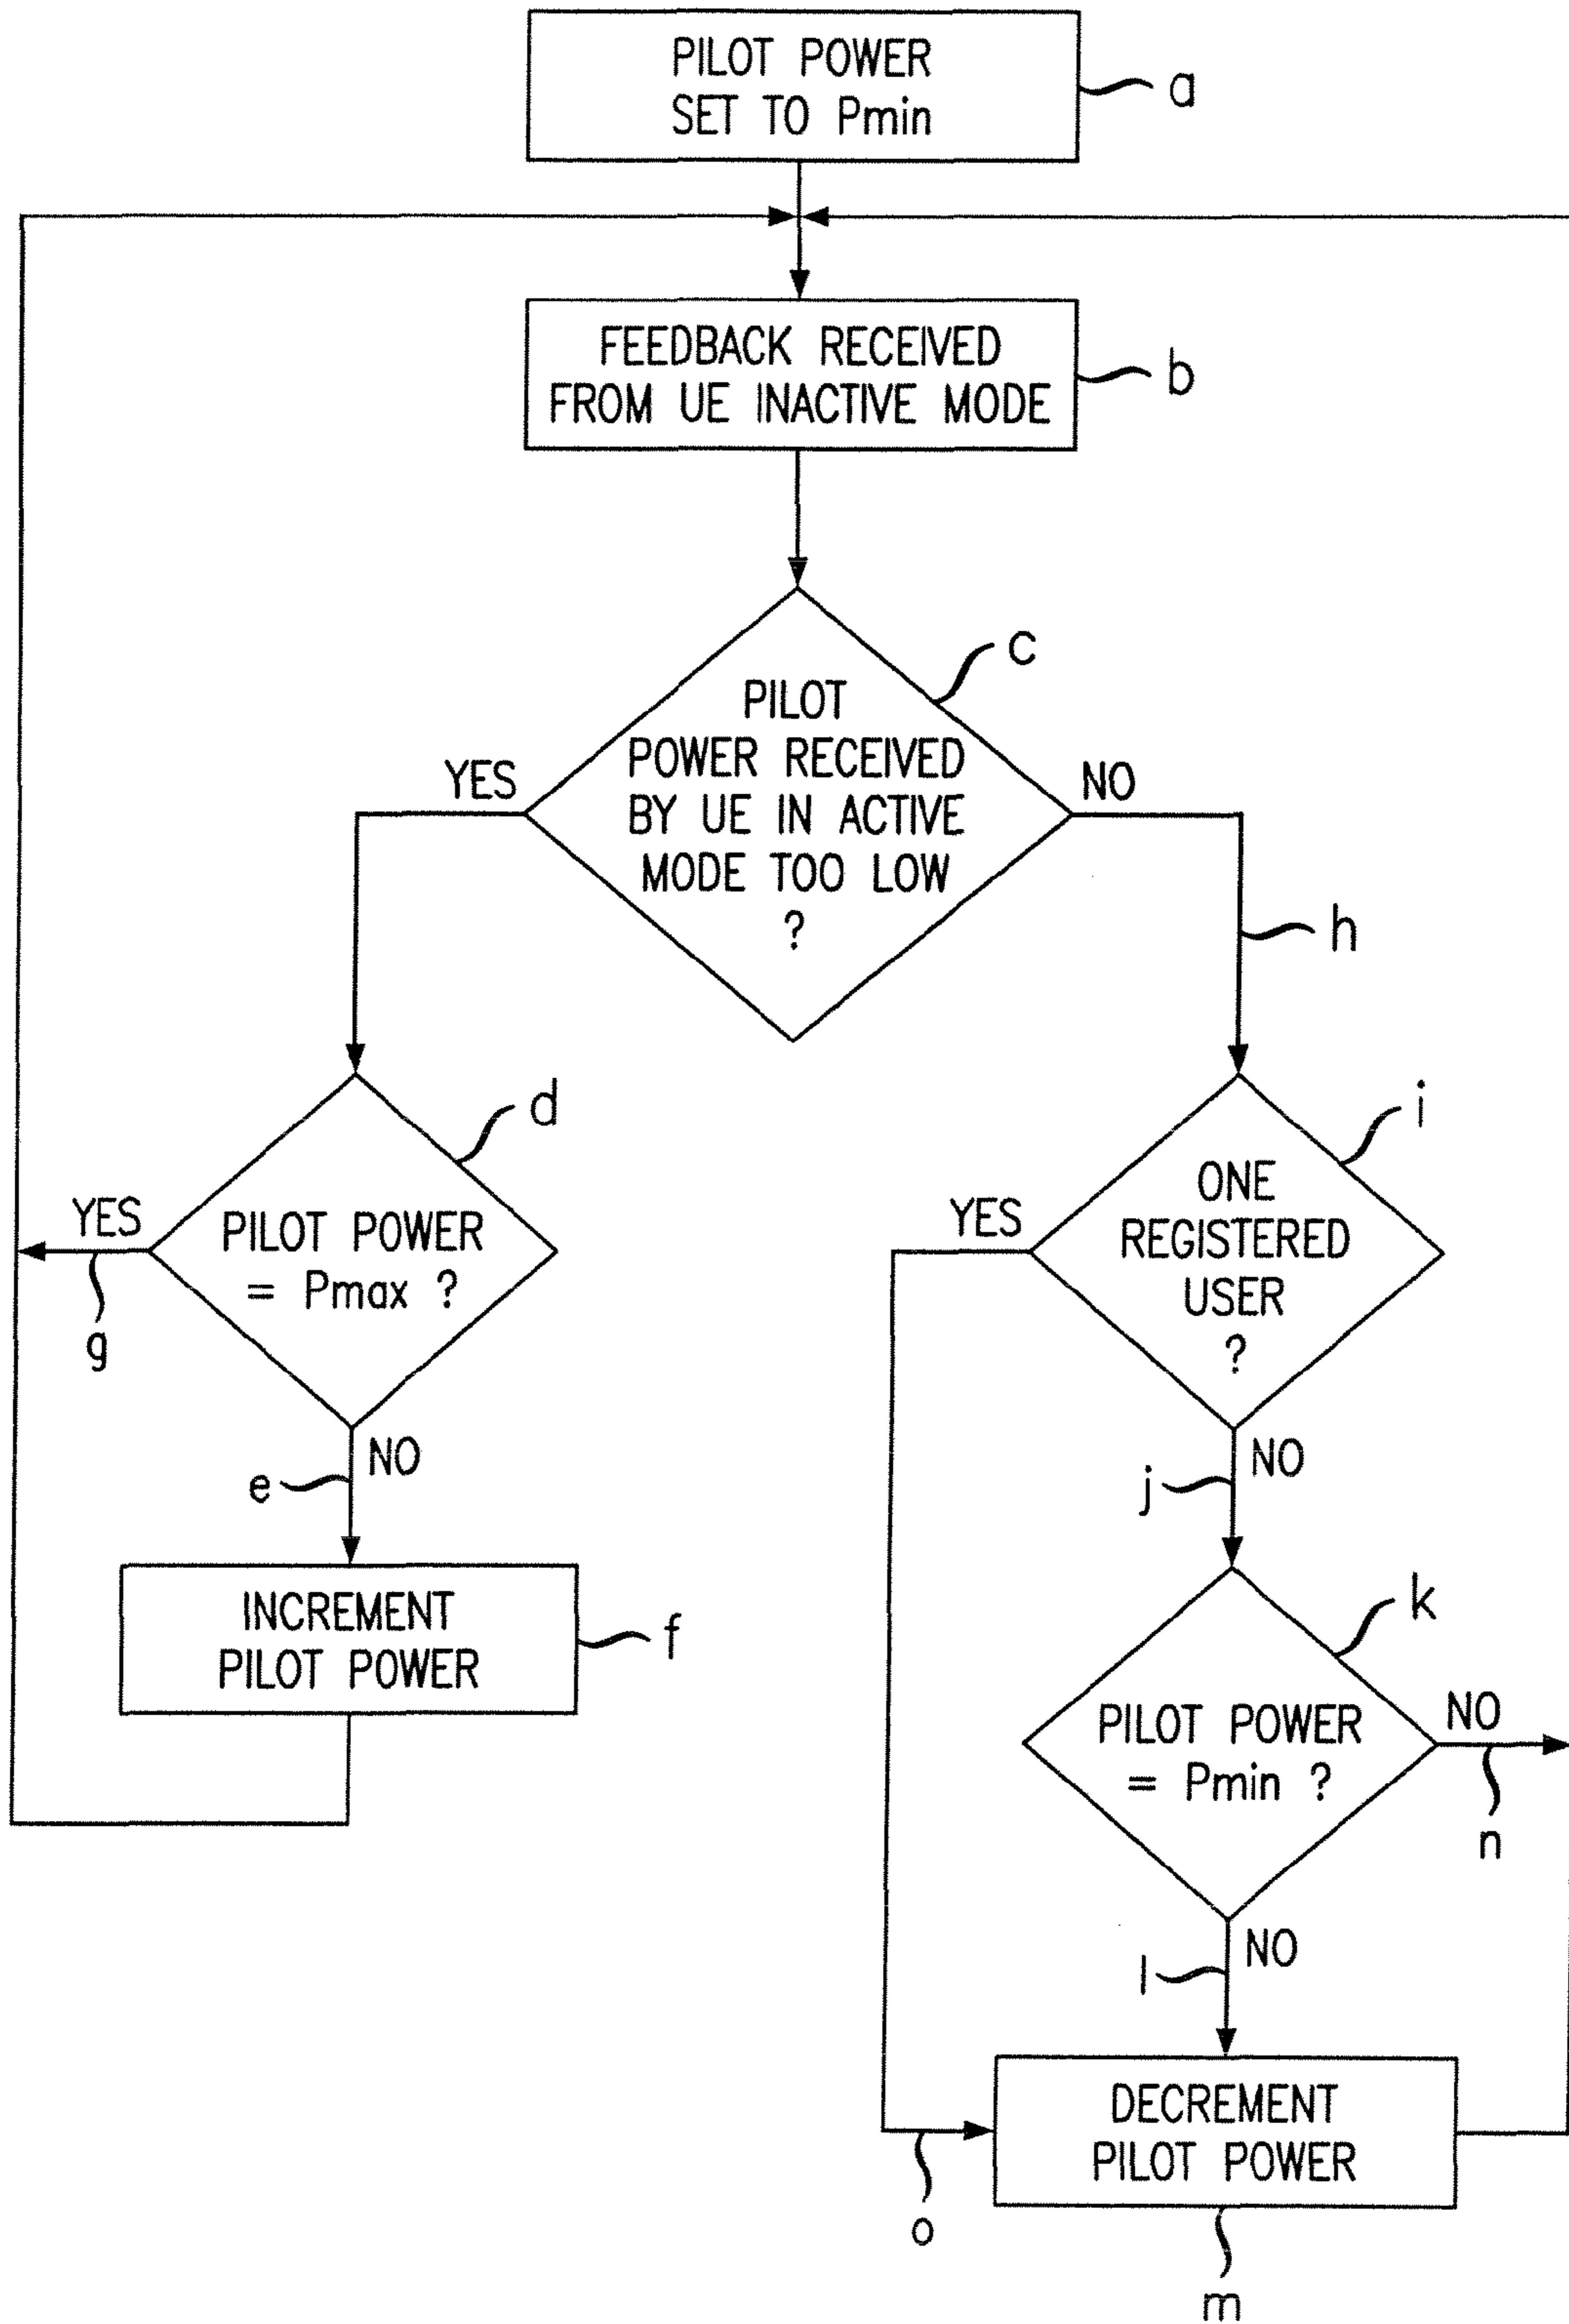 PILOT POWER
SET TO Pmin
a
FEEDBACK RECEIVED
FROM UE INACTIVE MODE
b
c
PILOT
POWER RECEIVED
BY UE IN ACTIVE
MODE TOO LOW
?
YES
NO
h
d
i
YES
PILOT POWER
= Pmax ?
g
YES
ONE
REGISTERED
USER
?
e
NO
j
NO
INCREMENT
PILOT POWER
f
k
PILOT POWER
= Pmin ?
NO
n
l
NO
DECREMENT
PILOT POWER
o
m